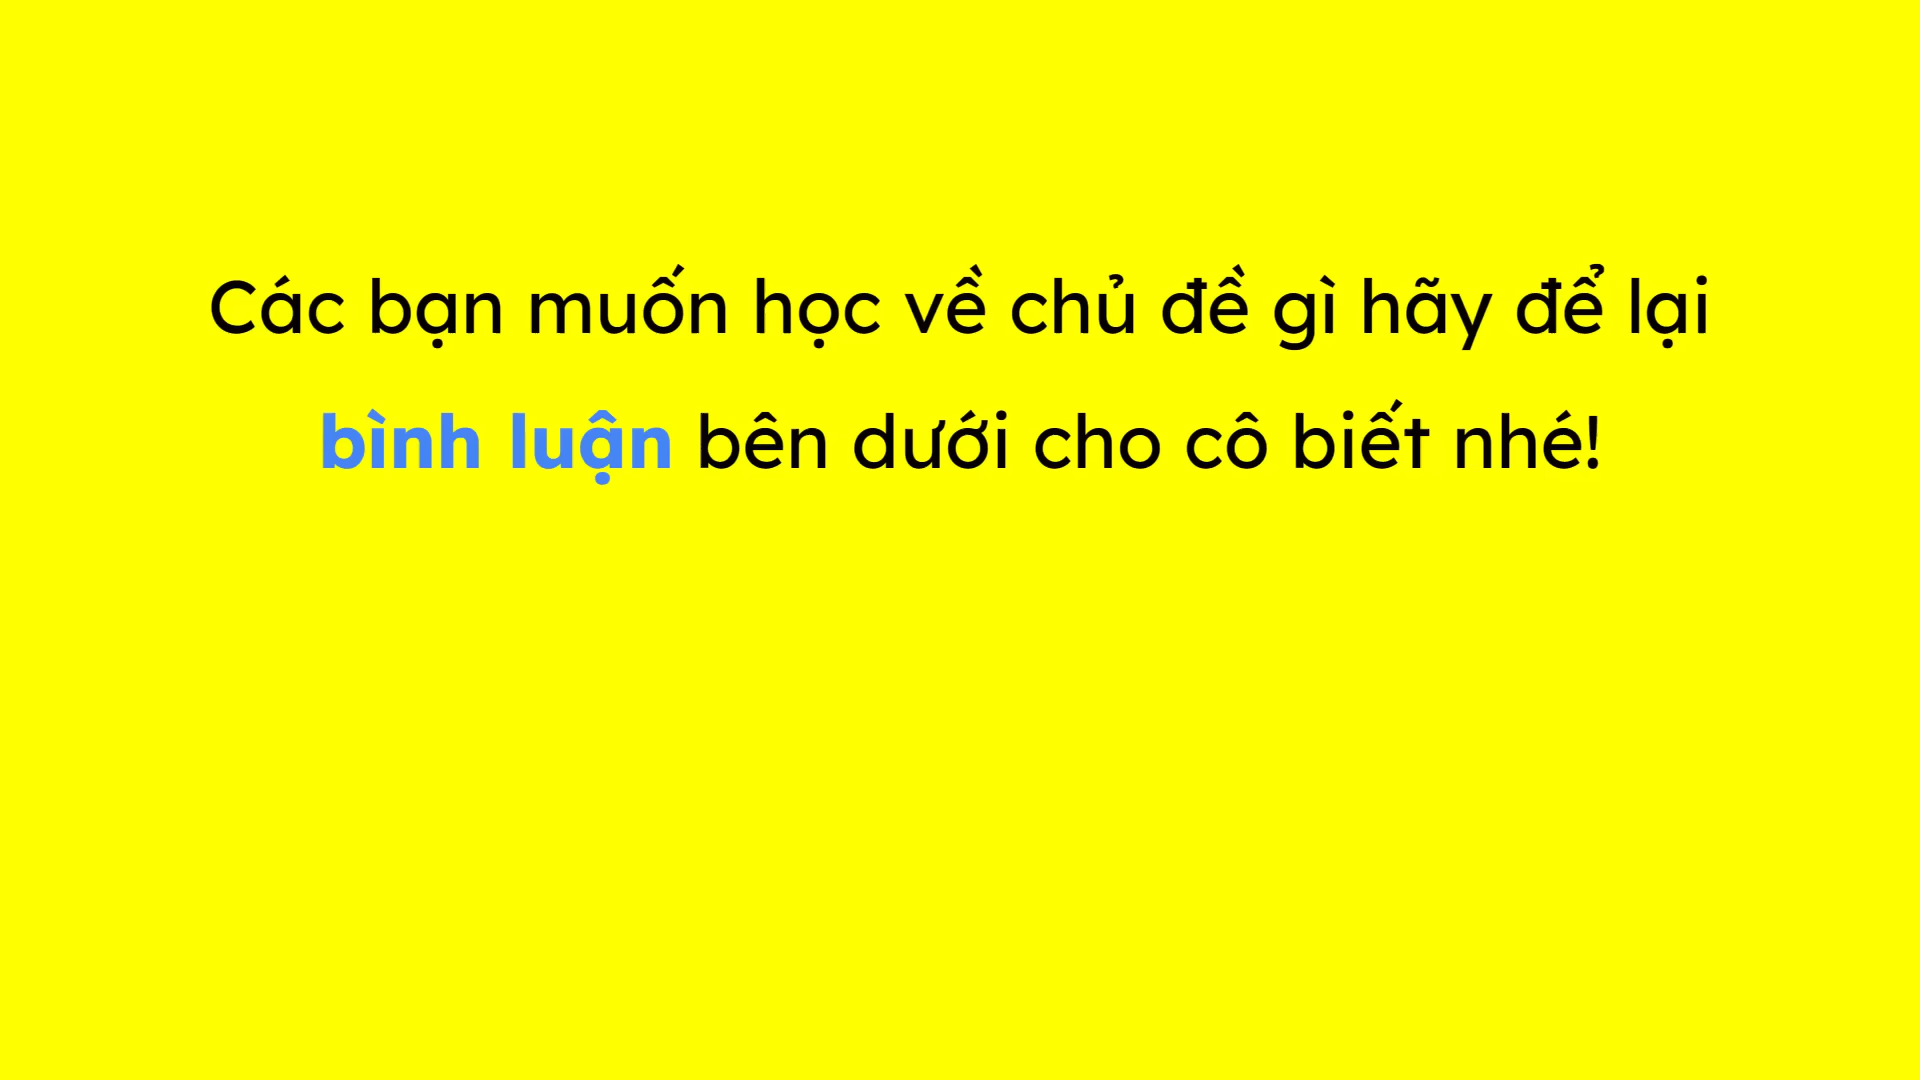 Các bạn muốn học về chủ đề gì hãy để lại
bình luận bên dưới cho cô biết nhé!